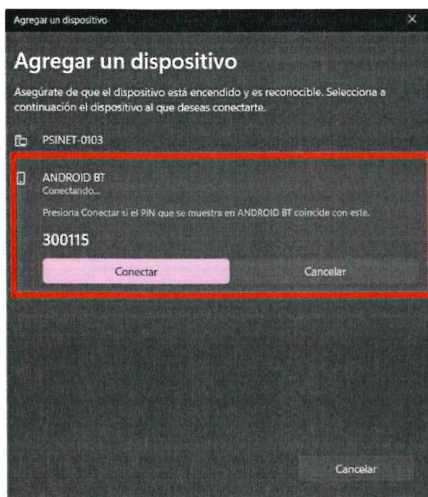 Agregar un dispositivo
Agregar un dispositivo
Asegúrate de que el dispositivo está encendido y es reconocible. Selecciona a
continuación el dispositivo al que deseas conectarte.
PSINET-0103
ANDROID BT
Conectando...
Presiona Conectar si el PIN que se muestra en ANDROID BT coincide con este.
300115
Conectar
Cancelar
Cancelar